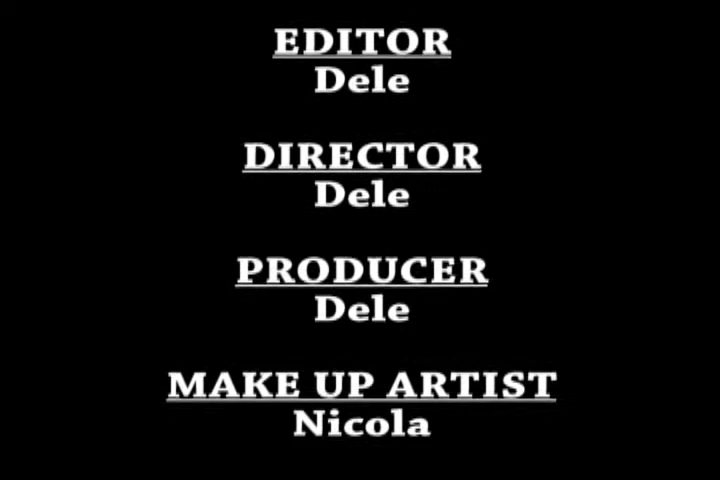 EDITOR
Dele
DIRECTOR
Dele
PRODUCER
Dele
MAKE UP ARTIST
Nicola